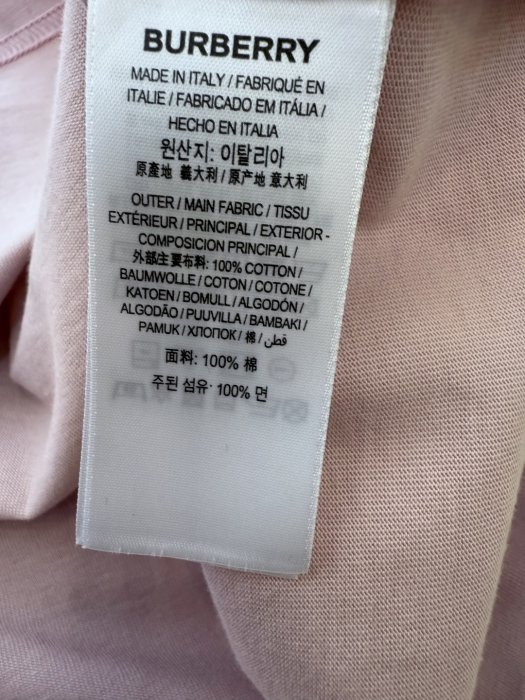 BURBERRY
MADE IN ITALY / FABRIQUÉ EN
ITALIE / FABRICADO EM ITÁLIA /
HECHO EN ITALIA
원산지: 이탈리아
原產地 義大利 / 原产地 意大利
OUTER / MAIN FABRIC / TISSU
EXTÉRIEUR / PRINCIPAL / EXTERIOR -
COMPOSICION PRINCIPAL /
外部主要布料: 100% COTTON /
BAUMWOLLE / COTON / COTONE /
KATOEN / BOMULL / ALGODÓN /
ALGODÃO / PUUVILLA / BAMBAKI /
PAMUK / ХЛОПОК / 棉 / قطن
面料: 100% 棉
주된 섬유· 100% 면